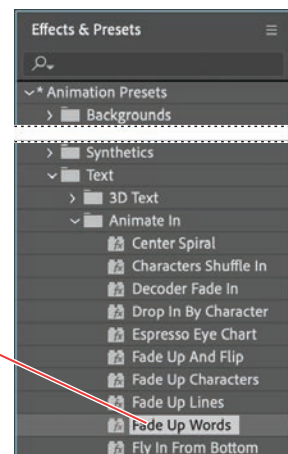 Effects & Presets
* Animation Presets
Backgrounds
Synthetics
Text
3D Text
Animate In
Center Spiral
Characters Shuffle In
Decoder Fade In
Drop In By Character
Espresso Eye Chart
Fade Up And Flip
Fade Up Characters
Fade Up Lines
Fade Up Words
Fly In From Bottom